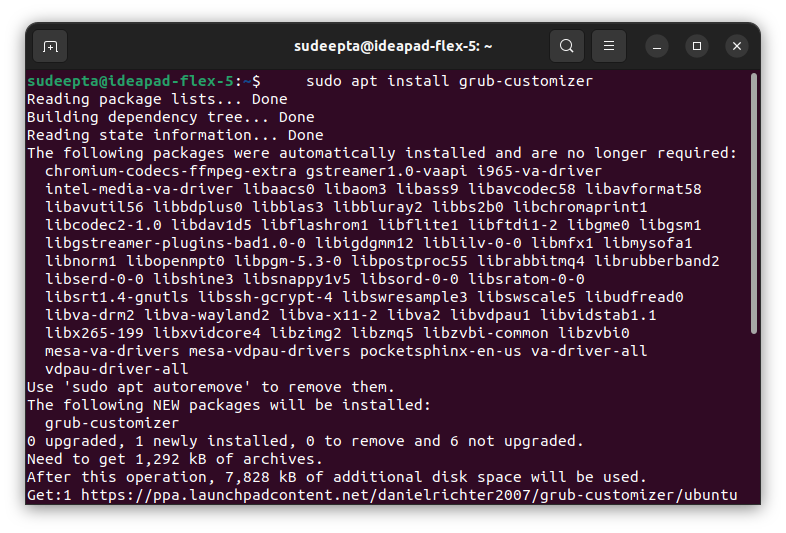 sudeepta@ideapad-flex-5: ~
sudeepta@ideapad-flex-5:~$     sudo apt install grub-customizer
Reading package lists... Done
Building dependency tree... Done
Reading state information... Done
The following packages were automatically installed and are no longer required:
  chromium-codecs-ffmpeg-extra gstreamer1.0-vaapi i965-va-driver
  intel-media-va-driver libaacs0 libaom3 libass9 libavcodec58 libavformat58
  libavutil56 libbdplus0 libblas3 libbluray2 libbs2b0 libchromaprint1
  libcodec2-1.0 libdav1d5 libflashrom1 libflite1 libftdi1-2 libgme0 libgsm1
  libgstreamer-plugins-bad1.0-0 libigdgmm12 liblilv-0-0 libmfx1 libmysofa1
  libnorm1 libopenmpt0 libpgm-5.3-0 libpostproc55 librabbitmq4 librubberband2
  libserd-0-0 libshine3 libsnappy1v5 libsord-0-0 libsratom-0-0
  libsrt1.4-gnutls libssh-gcrypt-4 libswresample3 libswscale5 libudfread0
  libva-drm2 libva-wayland2 libva-x11-2 libva2 libvdpau1 libvidstab1.1
  libx265-199 libxvidcore4 libzimg2 libzmq5 libzvbi-common libzvbi0
  mesa-va-drivers mesa-vdpau-drivers pocketsphinx-en-us va-driver-all
  vdpau-driver-all
Use 'sudo apt autoremove' to remove them.
The following NEW packages will be installed:
  grub-customizer
0 upgraded, 1 newly installed, 0 to remove and 6 not upgraded.
Need to get 1,292 kB of archives.
After this operation, 7,828 kB of additional disk space will be used.
Get:1 https://ppa.launchpadcontent.net/danielrichter2007/grub-customizer/ubuntu